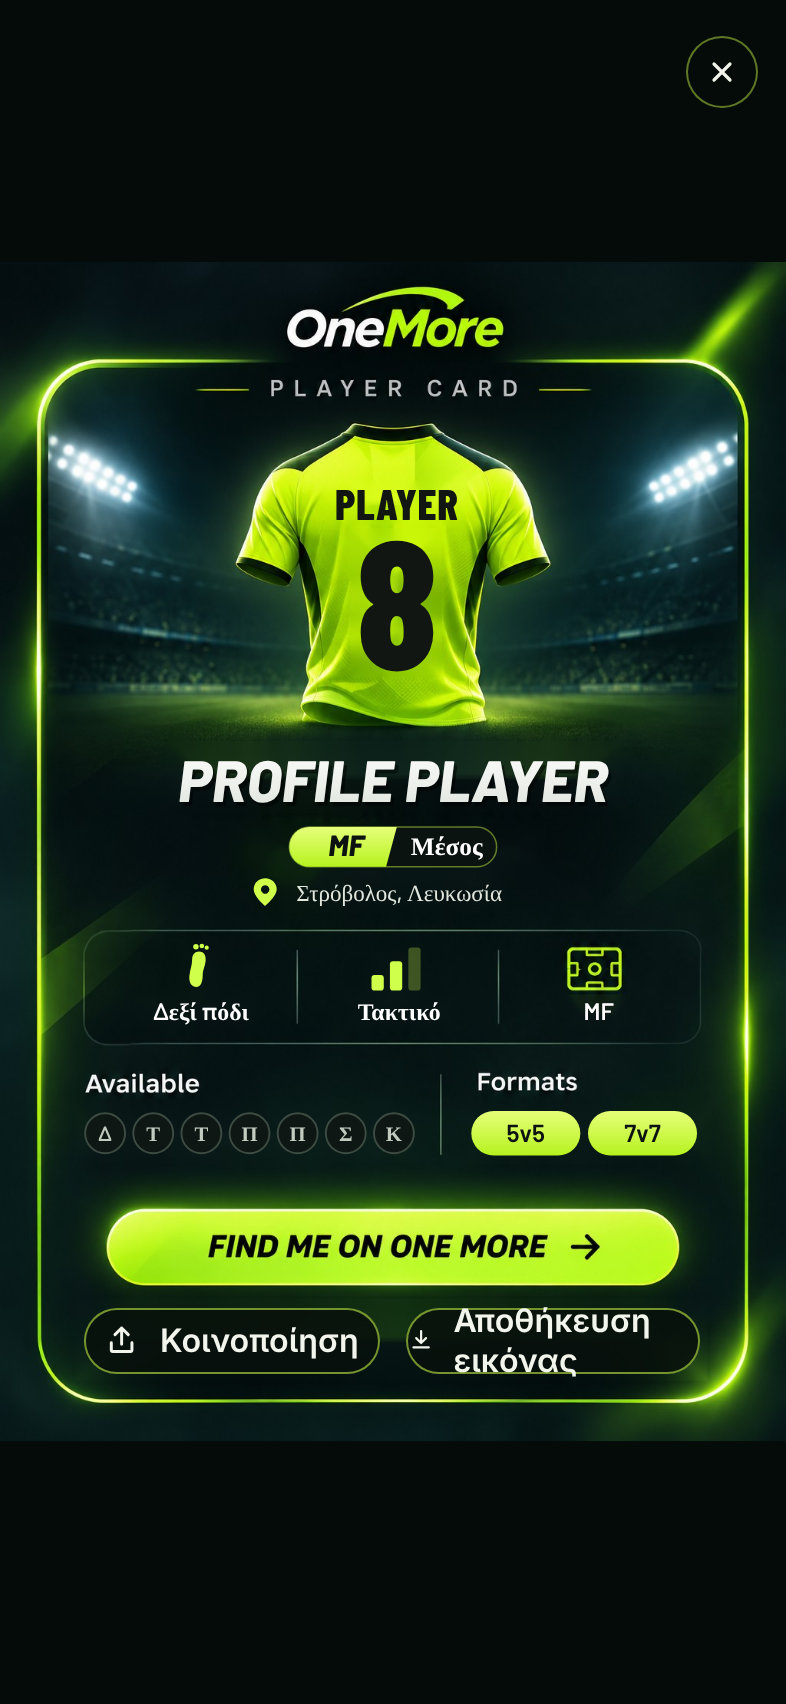 OneMore
PLAYER CARD
PLAYER
8
PROFILE PLAYER
MF Μέσος
Στρόβολος, Λευκωσία
Δεξί πόδι Τακτικό MF
Available Formats
Δ Τ Τ Π Π Σ Κ 5v5 7v7
FIND ME ON ONE MORE →
Κοινοποίηση
Αποθήκευση
εικόνας